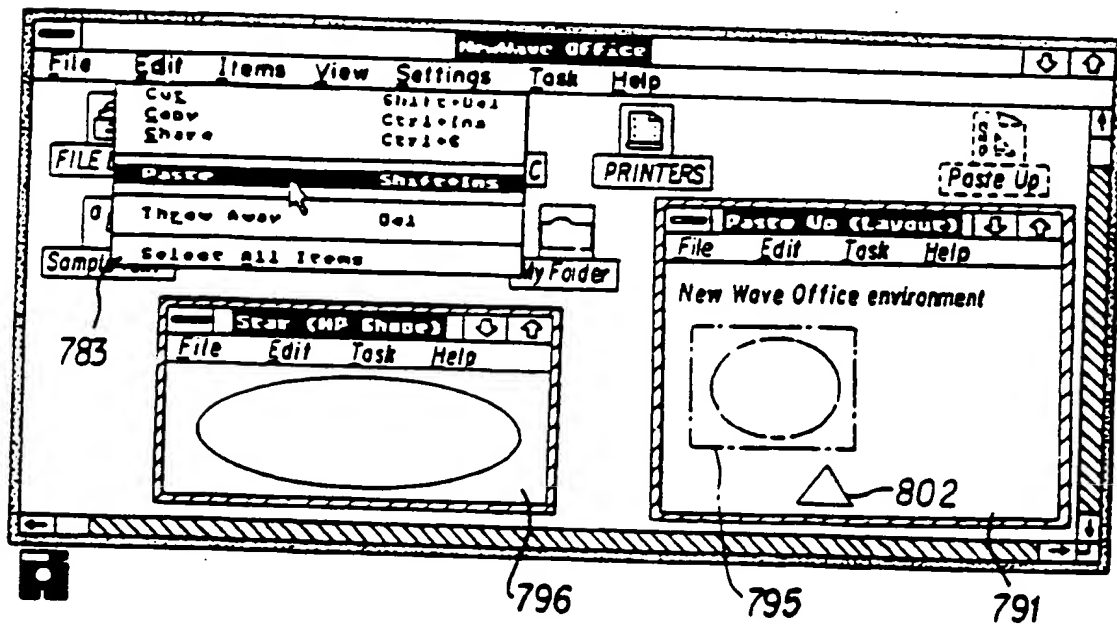 NewWave Office
File Edit Items View Settings Task Help
Cut Shift+Del
Copy Ctrl+Ins
Share Ctrl+C
FILE C PRINTERS Paste Up
Paste Shift+Ins
Throw Away Del
Select All Items
Sample My Folder
Paste Up (Layout)
File Edit Task Help
New Wave Office environment
Star (HP Shape)
File Edit Task Help
783
802
796 795 791